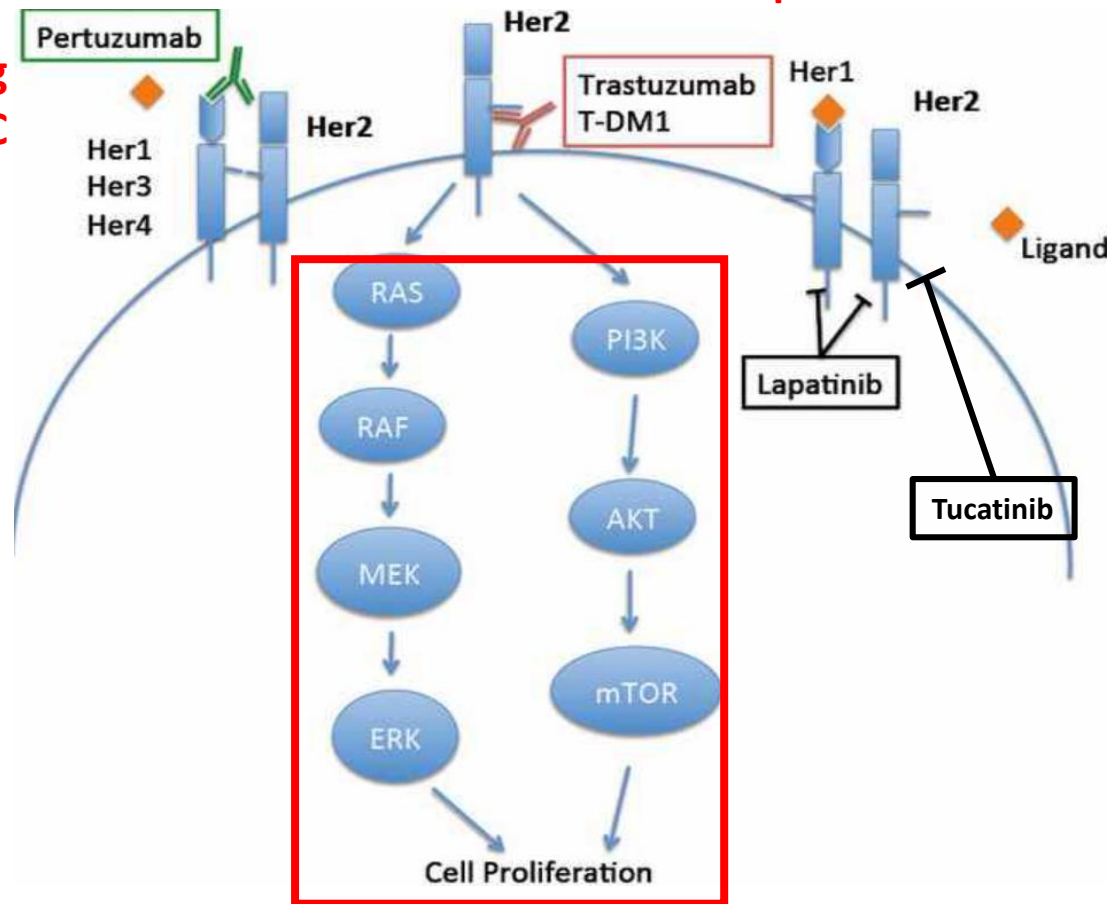 Pertuzumab
g
C
Her1
Her3
Her4
Her2
Her2
Trastuzumab
T-DM1
Her1
Her2
Ligand
Lapatinib
Tucatinib
RAS
RAF
MEK
ERK
PI3K
AKT
mTOR
Cell Proliferation